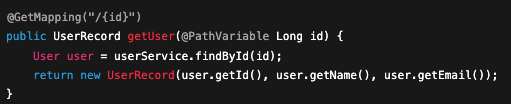 @GetMapping("/{id}")
public UserRecord getUser(@PathVariable Long id) {
    User user = userService.findById(id);
    return new UserRecord(user.getId(), user.getName(), user.getEmail());
}